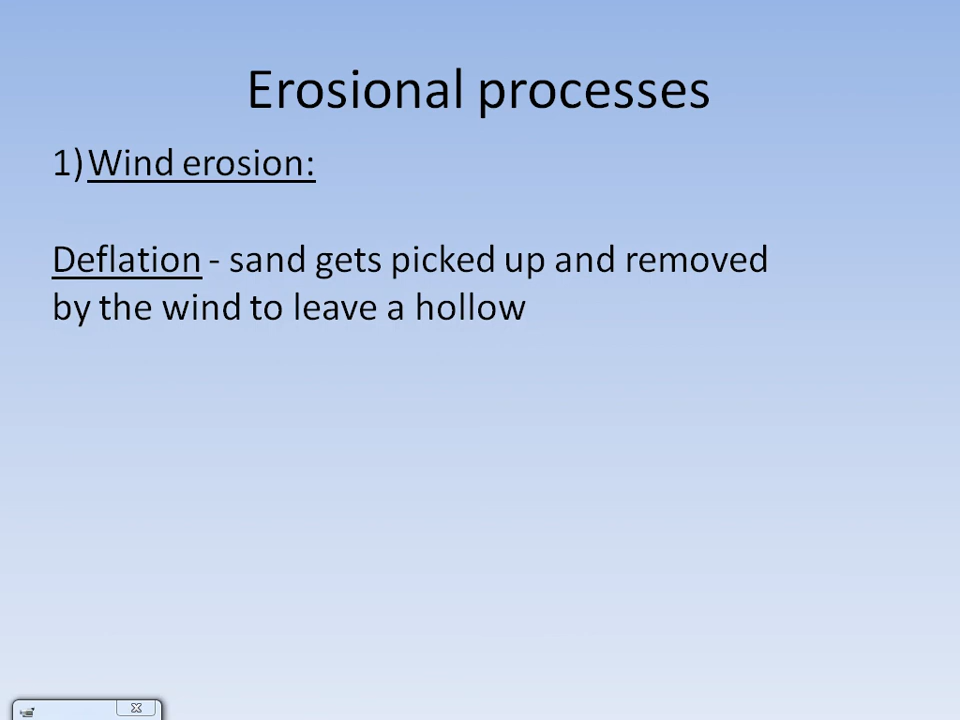 Erosional processes
1) Wind erosion:
Deflation - sand gets picked up and removed
by the wind to leave a hollow